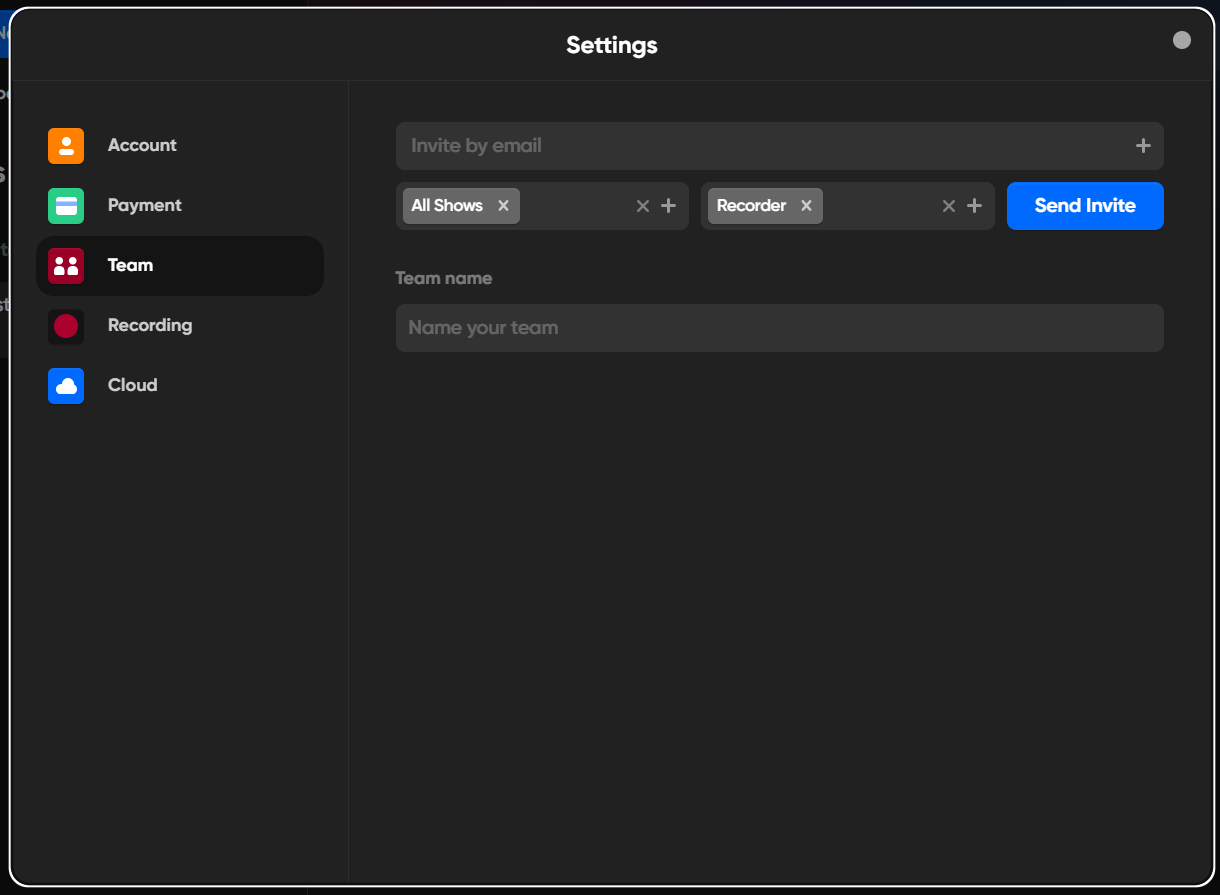 Settings
Account
Payment
Team
Recording
Cloud
Invite by email
All Shows
Recorder
Send Invite
Team name
Name your team